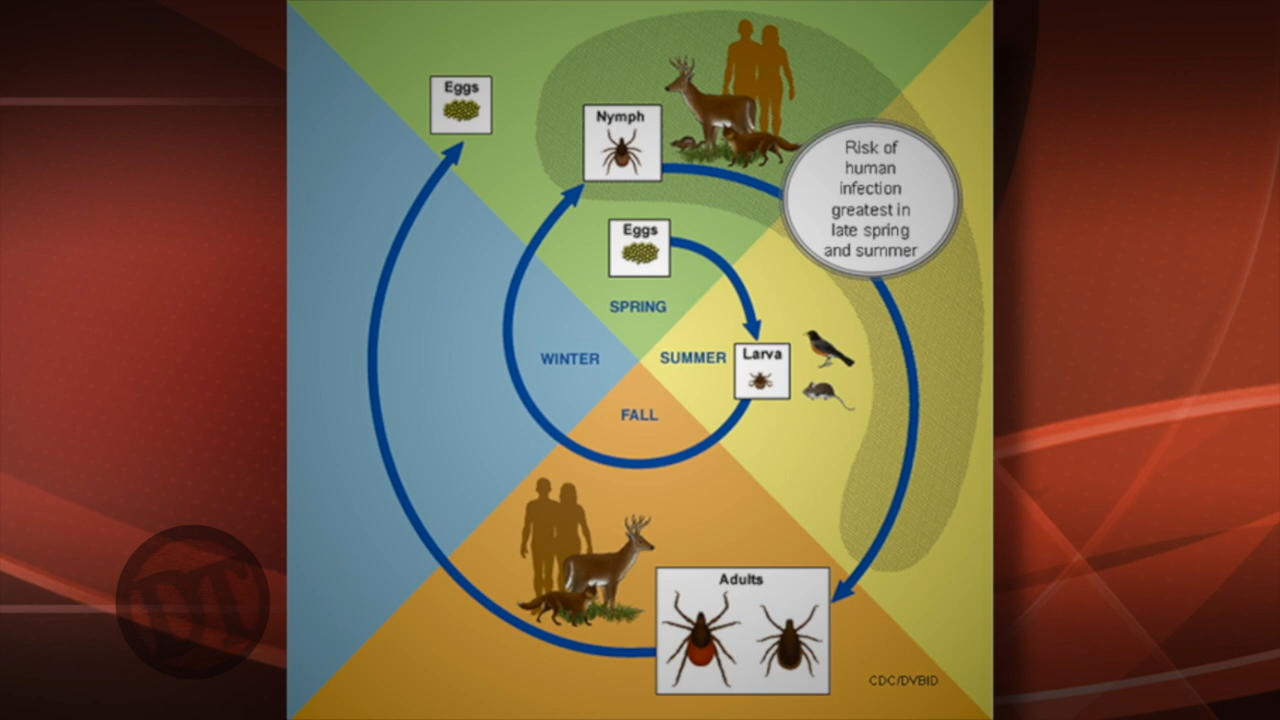 Eggs
Nymph
Risk of
human
infection
greatest in
late spring
and summer
Eggs
SPRING
WINTER
SUMMER
Larva
FALL
Adults
DT
CDC/DVBID